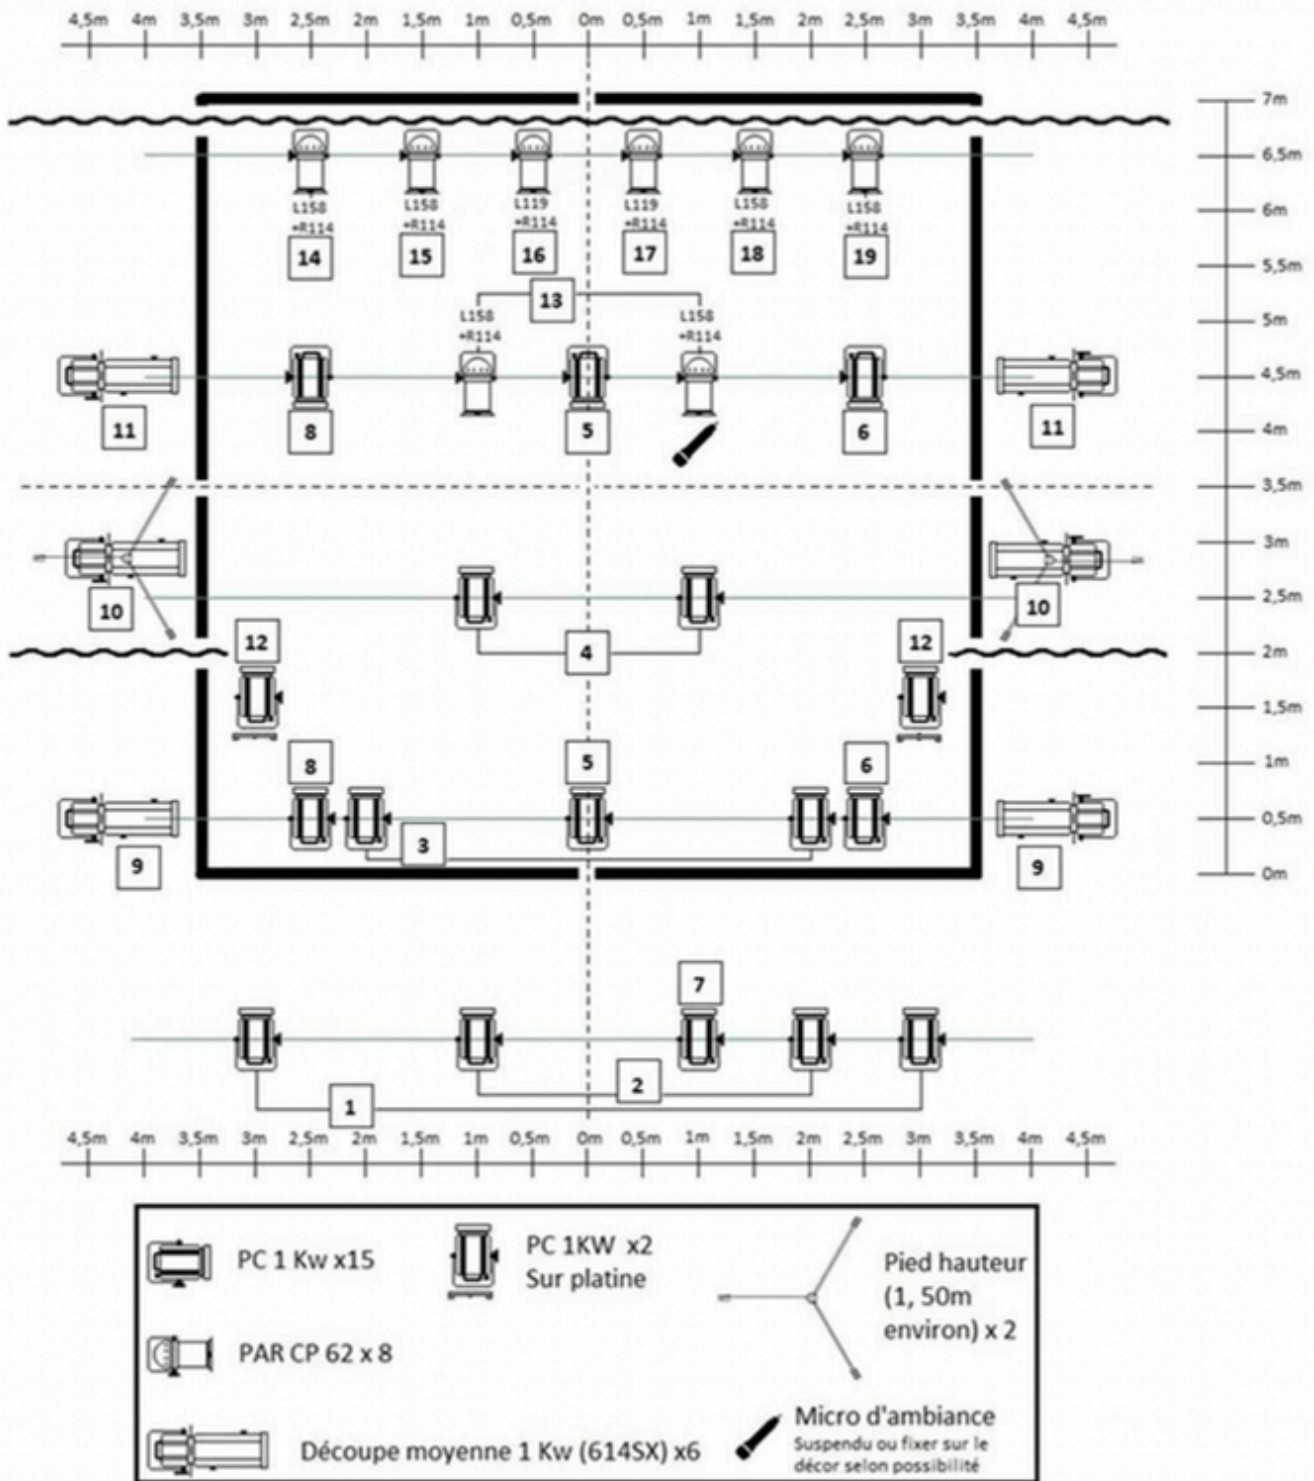 4,5m 4m 3,5m 3m 2,5m 2m 1,5m 1m 0,5m 0m 0,5m 1m 1,5m 2m 2,5m 3m 3,5m 4m 4,5m
7m
6,5m
L158 L158 L119 L119 L158 L158
+R114 +R114 +R114 +R114 +R114 +R114
6m
14 15 16 17 18 19
5,5m
13
L158 L158
+R114 +R114
5m
4,5m
11 8 5 6 11
4m
3,5m
3m
10 10
2,5m
12 4 12
2m
1,5m
8 5 6
1m
0,5m
3
9 9
0m
7
2
1
4,5m 4m 3,5m 3m 2,5m 2m 1,5m 1m 0,5m 0m 0,5m 1m 1,5m 2m 2,5m 3m 3,5m 4m 4,5m
PC 1 Kw x15
PC 1KW x2
Sur platine
Pied hauteur
(1, 50m
environ) x 2
PAR CP 62 x 8
Découpe moyenne 1 Kw (614SX) x6
Micro d'ambiance
Suspendu ou fixer sur le
décor selon possibilité